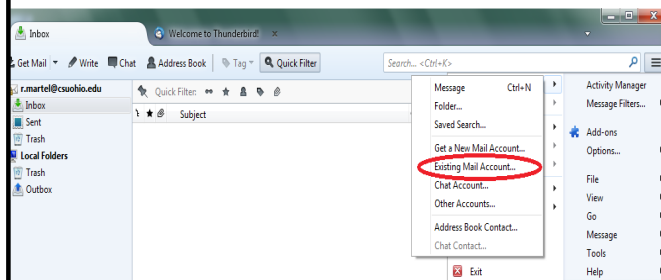 Inbox
Welcome to Thunderbird!
Get Mail
Write
Chat
Address Book
Tag
Quick Filter
Search... <Ctrl+K>
r.martel@csuohio.edu
Inbox
Sent
Trash
Local Folders
Trash
Outbox
Quick Filter:
Subject
Message Ctrl+N
Folder...
Saved Search...
Get a New Mail Account...
Existing Mail Account...
Chat Account...
Other Accounts...
Address Book Contact...
Chat Contact...
Exit
Activity Manager
Message Filters...
Add-ons
Options...
File
View
Go
Message
Tools
Help